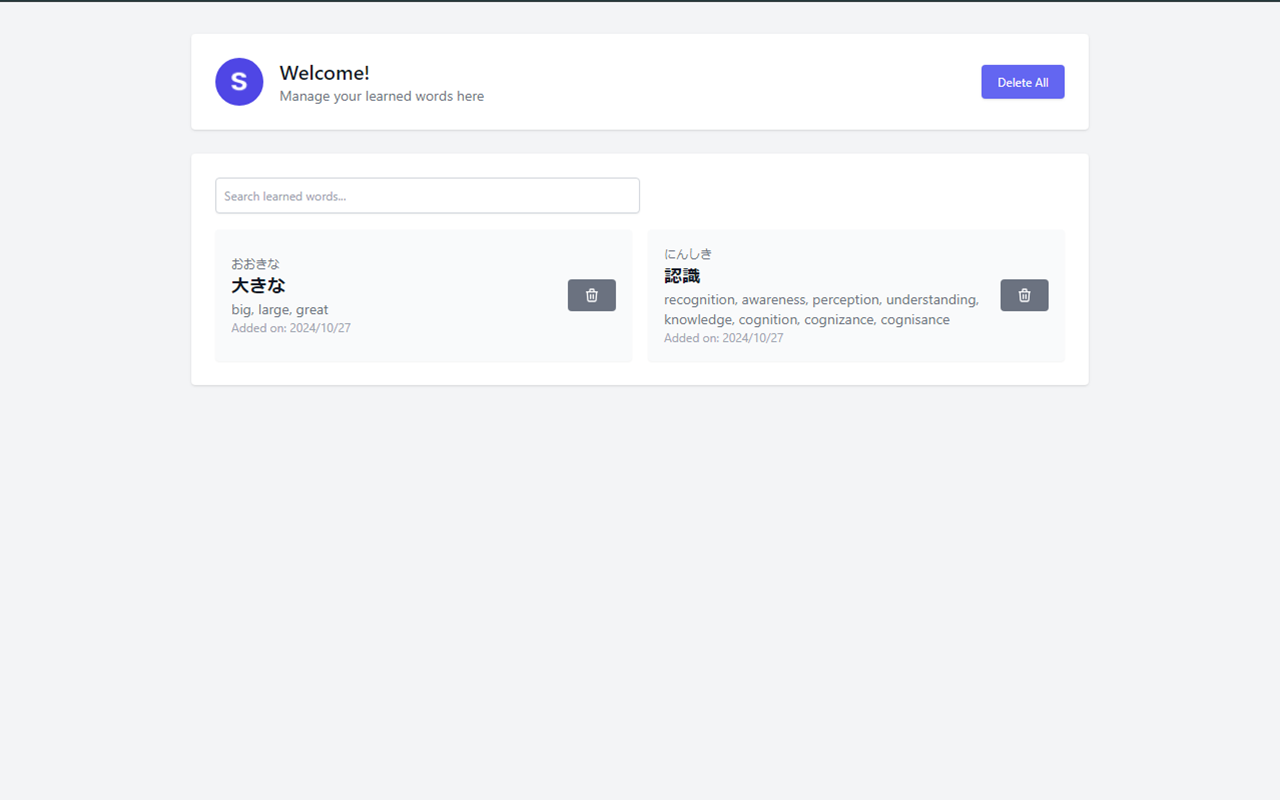 S
Welcome!
Manage your learned words here
Delete All
Search learned words...
おおきな
大きな
big, large, great
Added on: 2024/10/27
にんしき
認識
recognition, awareness, perception, understanding,
knowledge, cognition, cognizance, cognisance
Added on: 2024/10/27